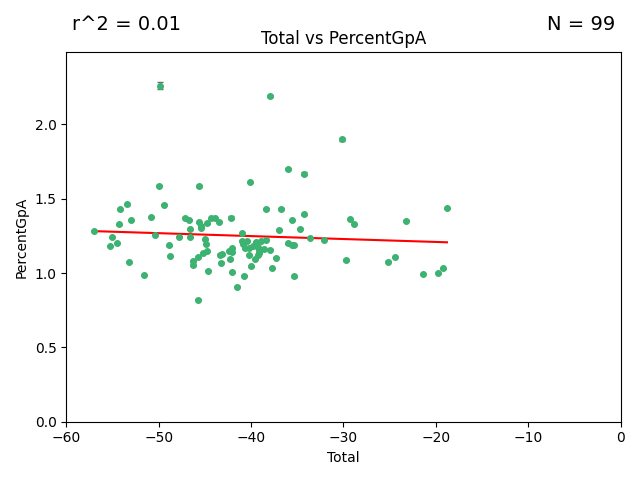 r^2 = 0.01
N = 99
Total vs PercentGpA
PercentGpA
2.0
1.5
1.0
0.5
0.0
−60
−50
−40
−30
−20
−10
0
Total